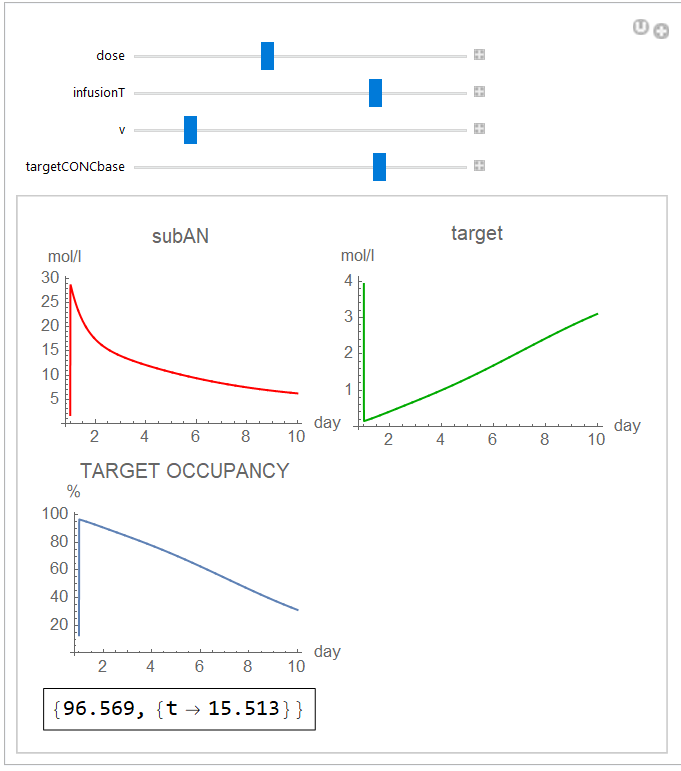 dose
infusionT
v
targetCONCbase
subAN
mol/l
30
25
20
15
10
5
2 4 6 8 10
day
target
mol/l
4
3
2
1
2 4 6 8 10
day
TARGET OCCUPANCY
%
100
80
60
40
20
2 4 6 8 10
day
{96.569, {t → 15.513}}